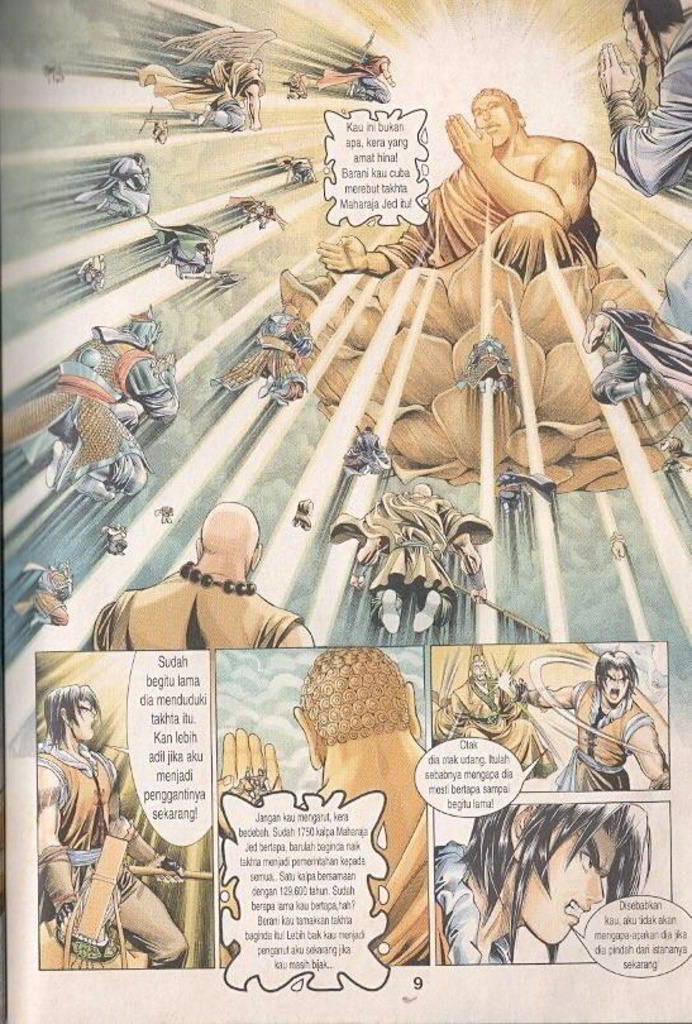 Kau ini bukan
apa, kera yang
amat hina!
Barani kau cuba
merebut takhta
Maharaja Jed itu!
Sudah
begitu lama
dia menduduki
takhta itu.
Kan lebih
adil jika aku
menjadi
penggantinya
sekarang!
Jangan kau mengarut, kera
bedebah. Sudah 1750 kalpa Maharaja
Jed bertapa, barulah beginda naik
takhta menjadi pemerintahan kepada
semua.. Satu kalpa bersamaan
dengan 129,600 tahun. Sudah
berapa lama kau bertapa,hah?
Berani kau tamakkan takhta
baginda itu! Lebih baik kau menjadi
penganut aku sekarang jika
kau masih bijak...
Otak
dia otak udang. Itulah
sebabnya mengapa dia
mesti bertapa sampai
begitu lama!
Disebabkan
kau, aku tidak akan
mengapa-apakan dia jika
dia pindah dari istananya
sekarang!
9